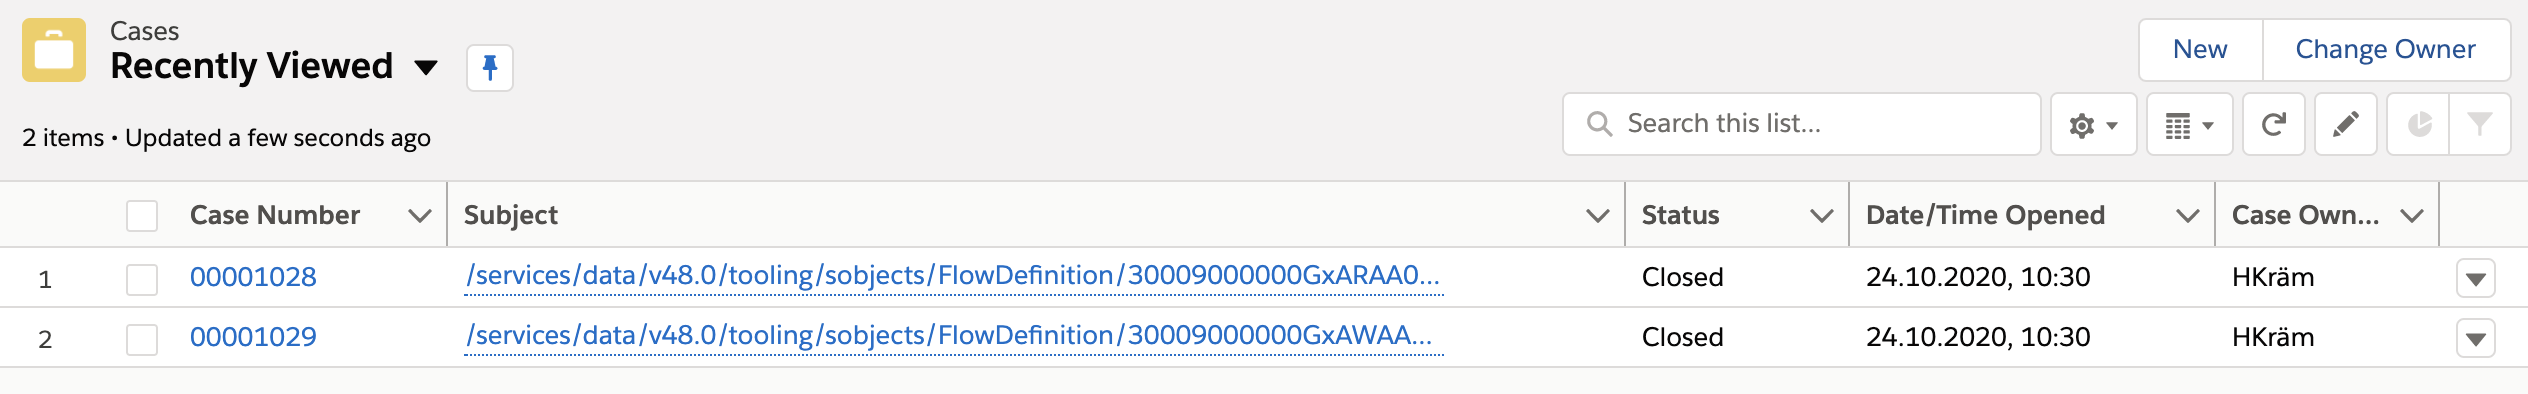 Cases
Recently Viewed
New
Change Owner
2 items • Updated a few seconds ago
Search this list...
Case Number
Subject
Status
Date/Time Opened
Case Own...
1
00001028
/services/data/v48.0/tooling/sobjects/FlowDefinition/30009000000GxARAA0...
Closed
24.10.2020, 10:30
HKräm
2
00001029
/services/data/v48.0/tooling/sobjects/FlowDefinition/30009000000GxAWAA...
Closed
24.10.2020, 10:30
HKräm